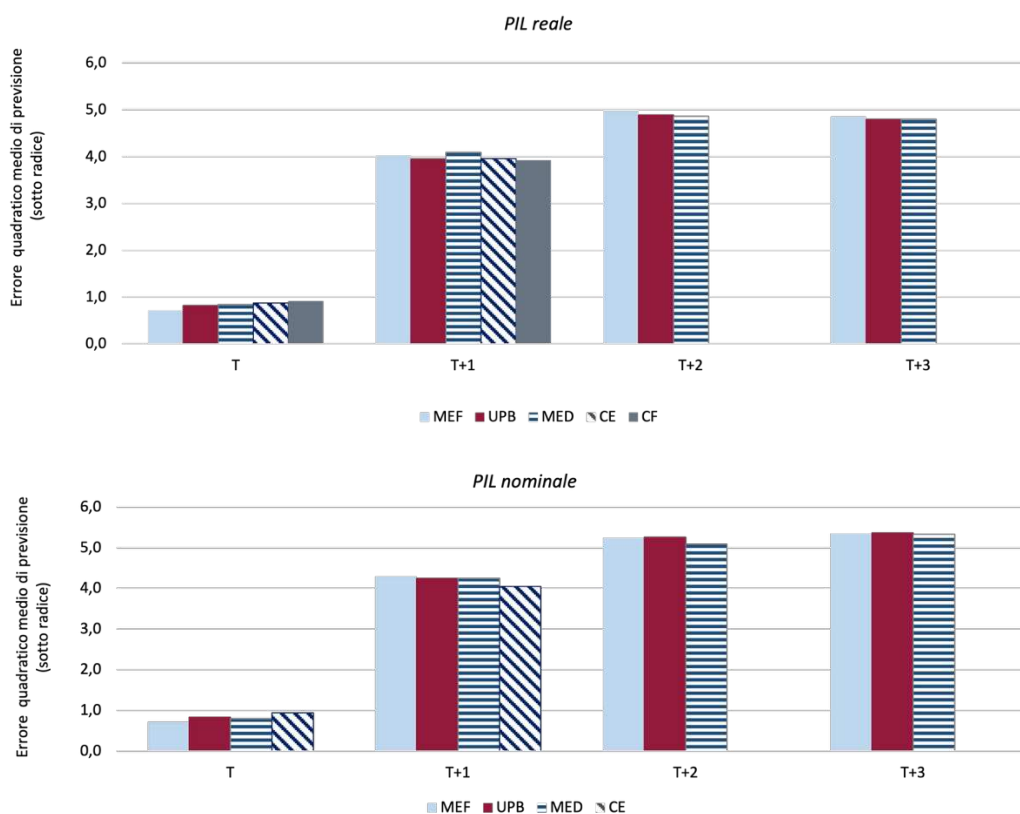 PIL reale
Errore quadratico medio di previsione
(sotto radice)
6,0
5,0
4,0
3,0
2,0
1,0
0,0
T T+1 T+2 T+3
MEF UPB MED CE CF
PIL nominale
Errore quadratico medio di previsione
(sotto radice)
6,0
5,0
4,0
3,0
2,0
1,0
0,0
T T+1 T+2 T+3
MEF UPB MED CE